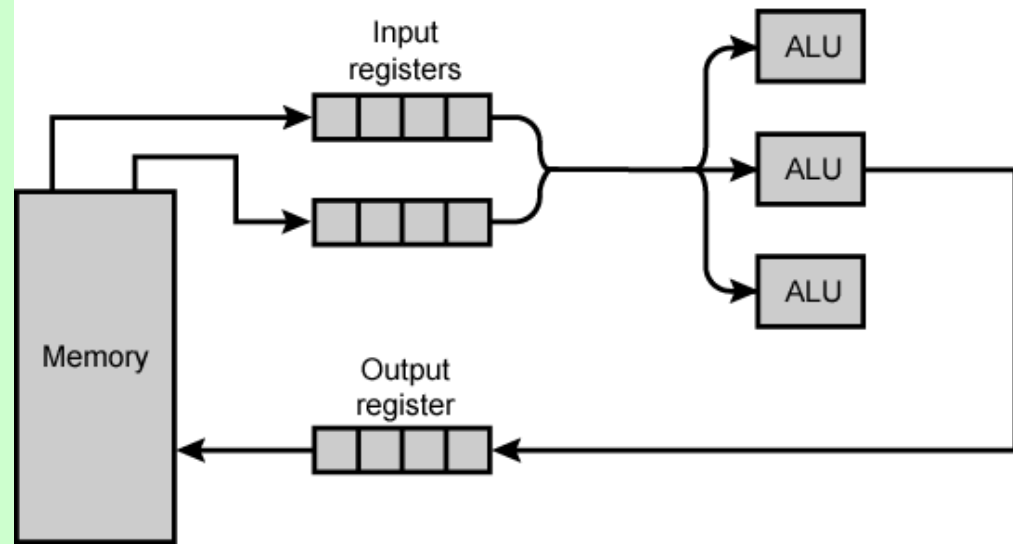 Input
registers
ALU
ALU
ALU
Memory
Output
register